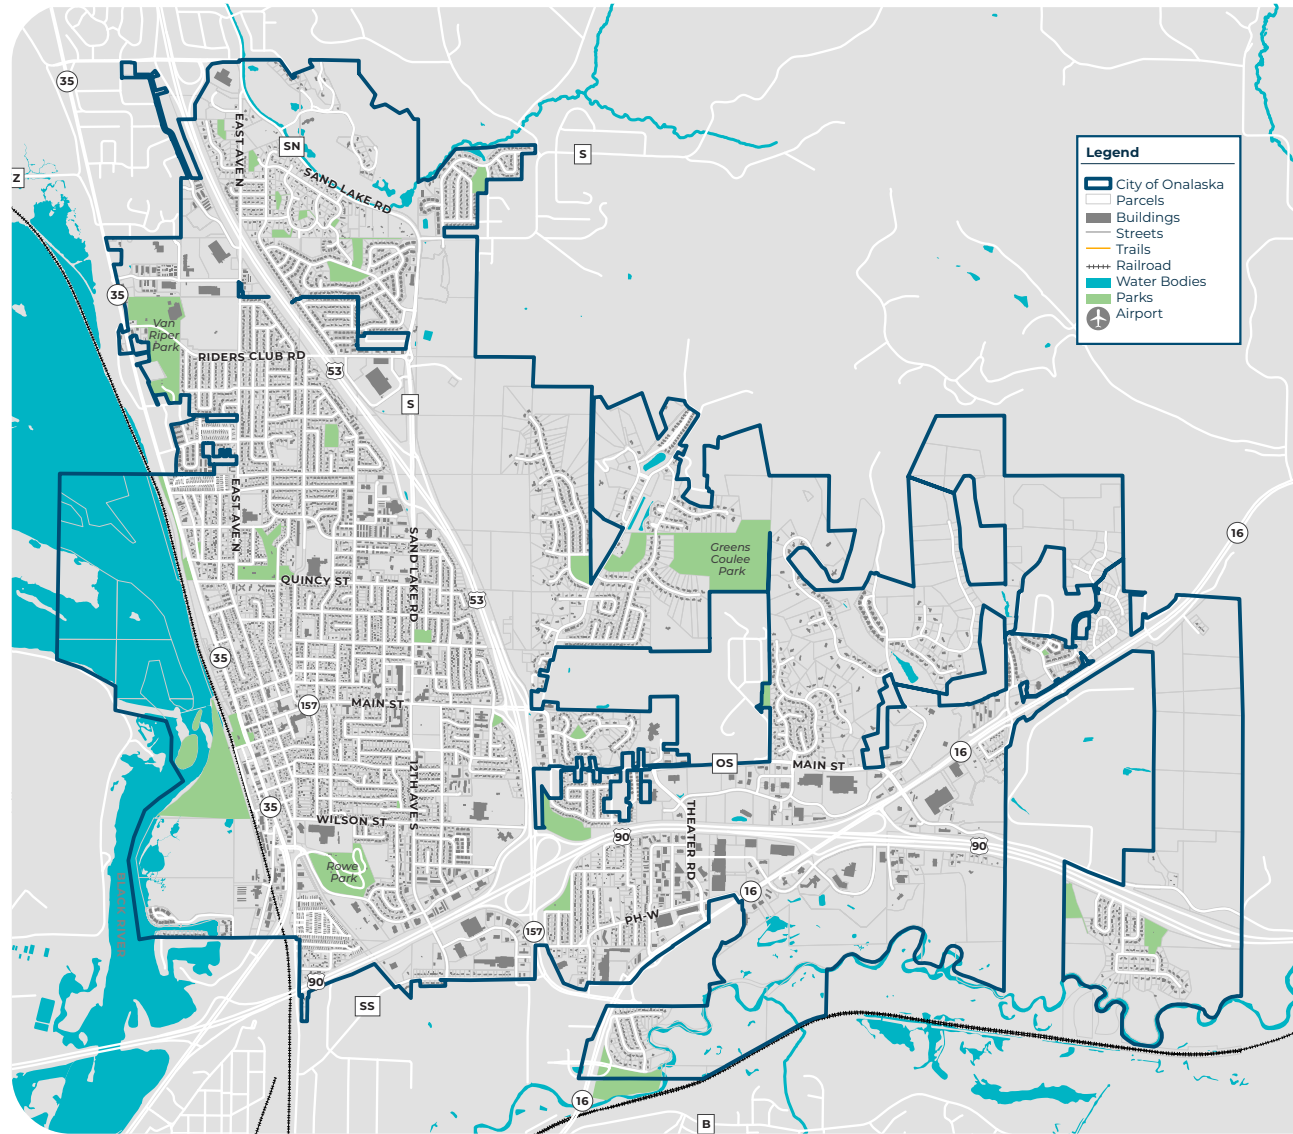 35
EAST AVE N
SN
S
SAND LAKE RD
Z
Legend
City of Onalaska
Parcels
Buildings
Streets
Trails
Railroad
Water Bodies
Parks
Airport
35
Van
Riper
Park
RIDERS CLUB RD
53
S
EAST AVE N
SAND LAKE RD
16
Greens
Coulee
Park
QUINCY ST
53
35
157
MAIN ST
16
OS
MAIN ST
12TH AVE S
35
WILSON ST
THEATER RD
90
90
Rowe
Park
16
BLACK RIVER
PH-W
157
90
SS
16
B